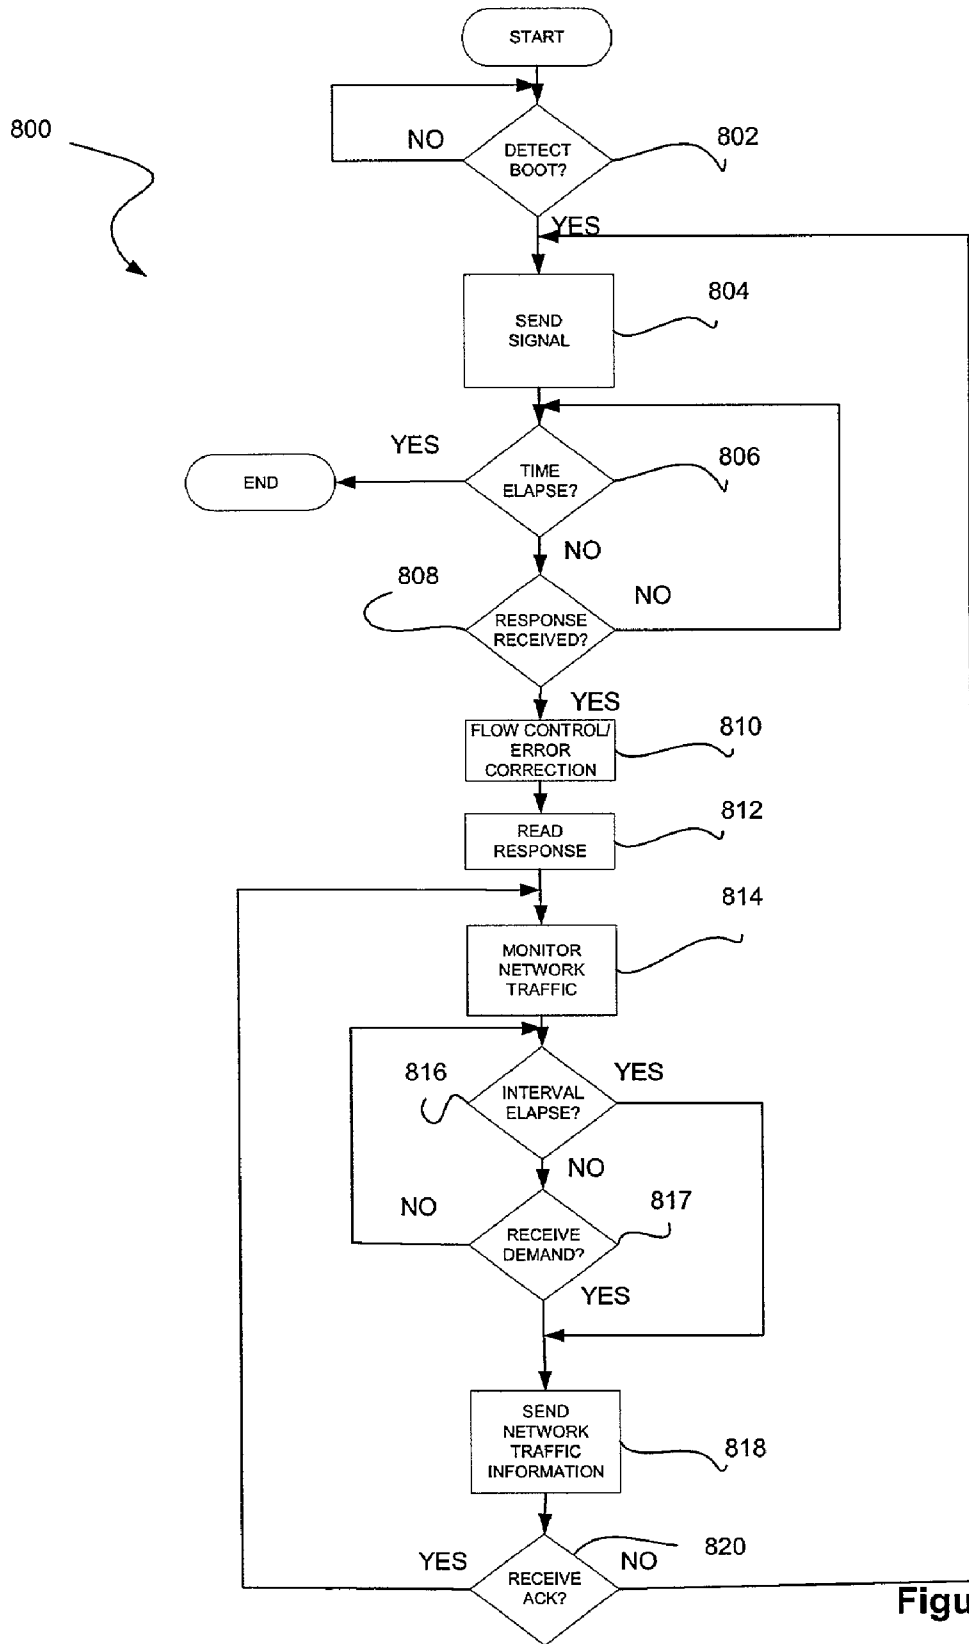 START
800
NO
802
DETECT
BOOT?
YES
804
SEND
SIGNAL
YES
806
END
TIME
ELAPSE?
NO
808
NO
RESPONSE
RECEIVED?
YES
810
FLOW CONTROL/
ERROR
CORRECTION
812
READ
RESPONSE
814
MONITOR
NETWORK
TRAFFIC
816
YES
INTERVAL
ELAPSE?
NO
NO
817
RECEIVE
DEMAND?
YES
SEND
NETWORK
TRAFFIC
INFORMATION
818
YES
NO
820
RECEIVE
ACK?
Figu